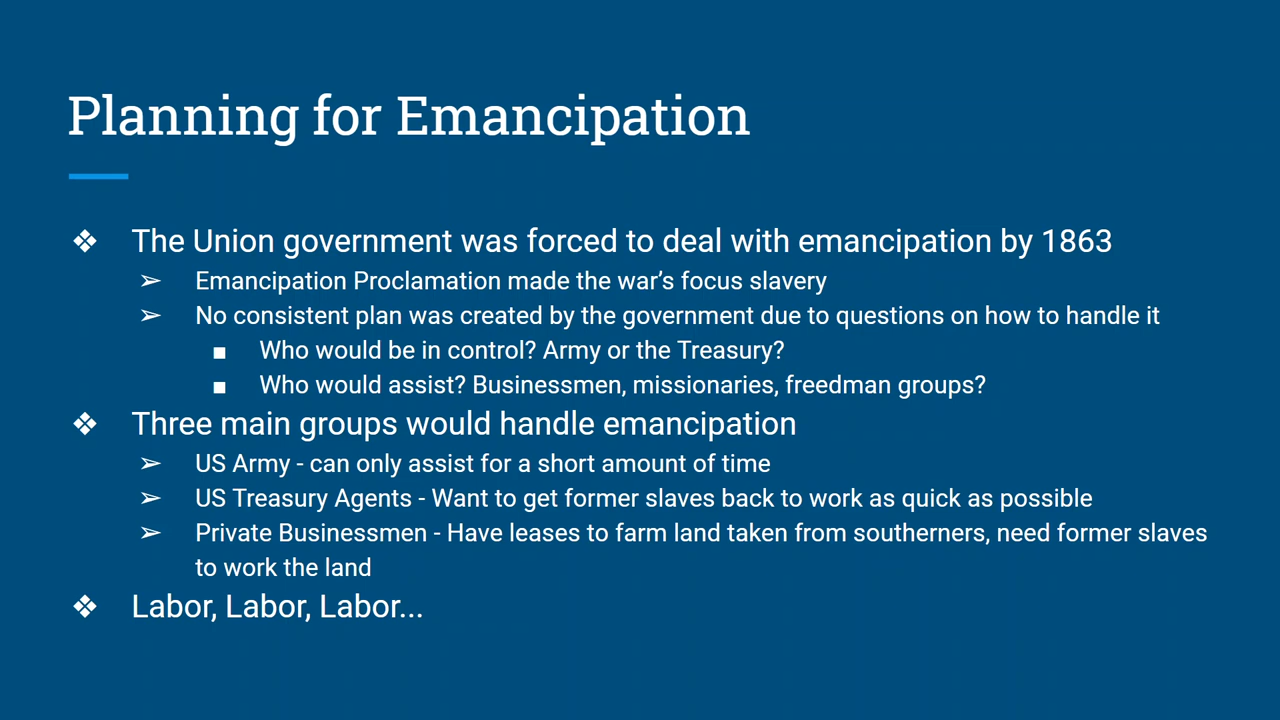 Planning for Emancipation
❖ The Union government was forced to deal with emancipation by 1863
➢ Emancipation Proclamation made the war’s focus slavery
➢ No consistent plan was created by the government due to questions on how to handle it
■ Who would be in control? Army or the Treasury?
■ Who would assist? Businessmen, missionaries, freedman groups?
❖ Three main groups would handle emancipation
➢ US Army - can only assist for a short amount of time
➢ US Treasury Agents - Want to get former slaves back to work as quick as possible
➢ Private Businessmen - Have leases to farm land taken from southerners, need former slaves
to work the land
❖ Labor, Labor, Labor...